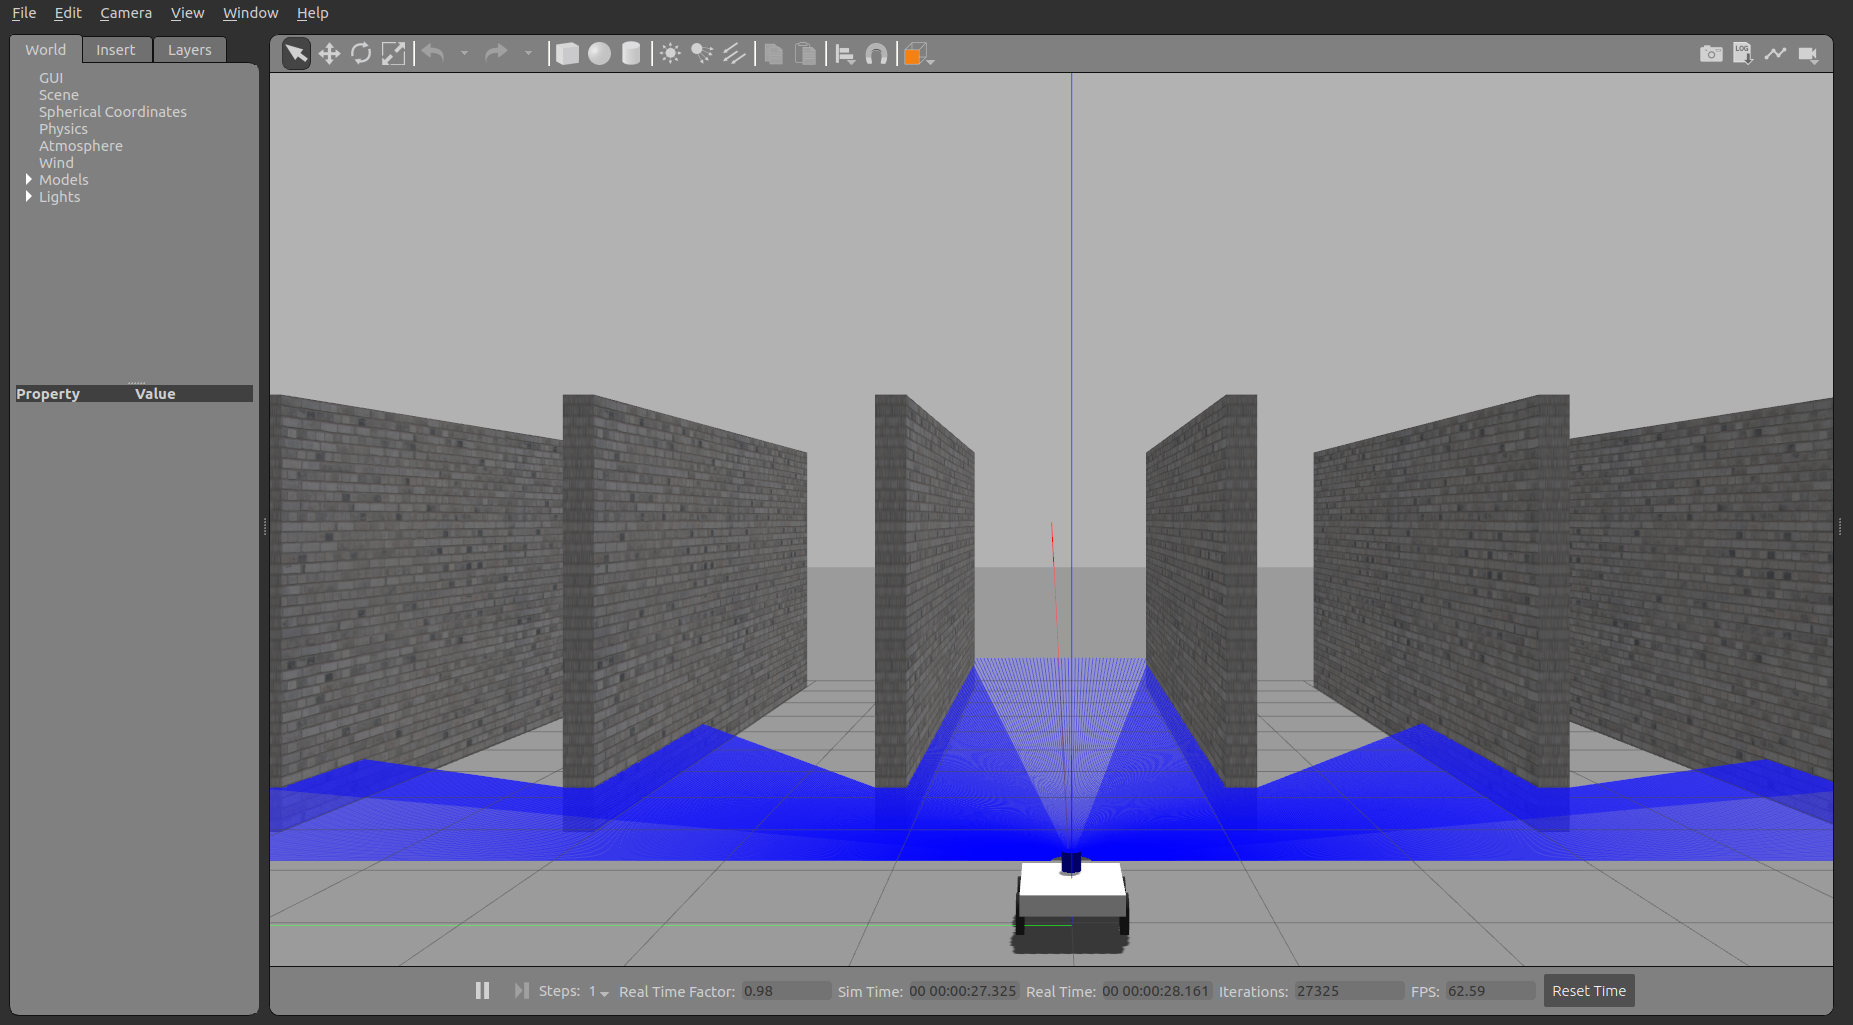 File Edit Camera View Window Help
World Insert Layers
GUI
Scene
Spherical Coordinates
Physics
Atmosphere
Wind
Models
Lights
Property Value
LOG
Steps: 1 Real Time Factor: 0.98 Sim Time: 00 00:00:27.325 Real Time: 00 00:00:28.161 Iterations: 27325 FPS: 62.59 Reset Time